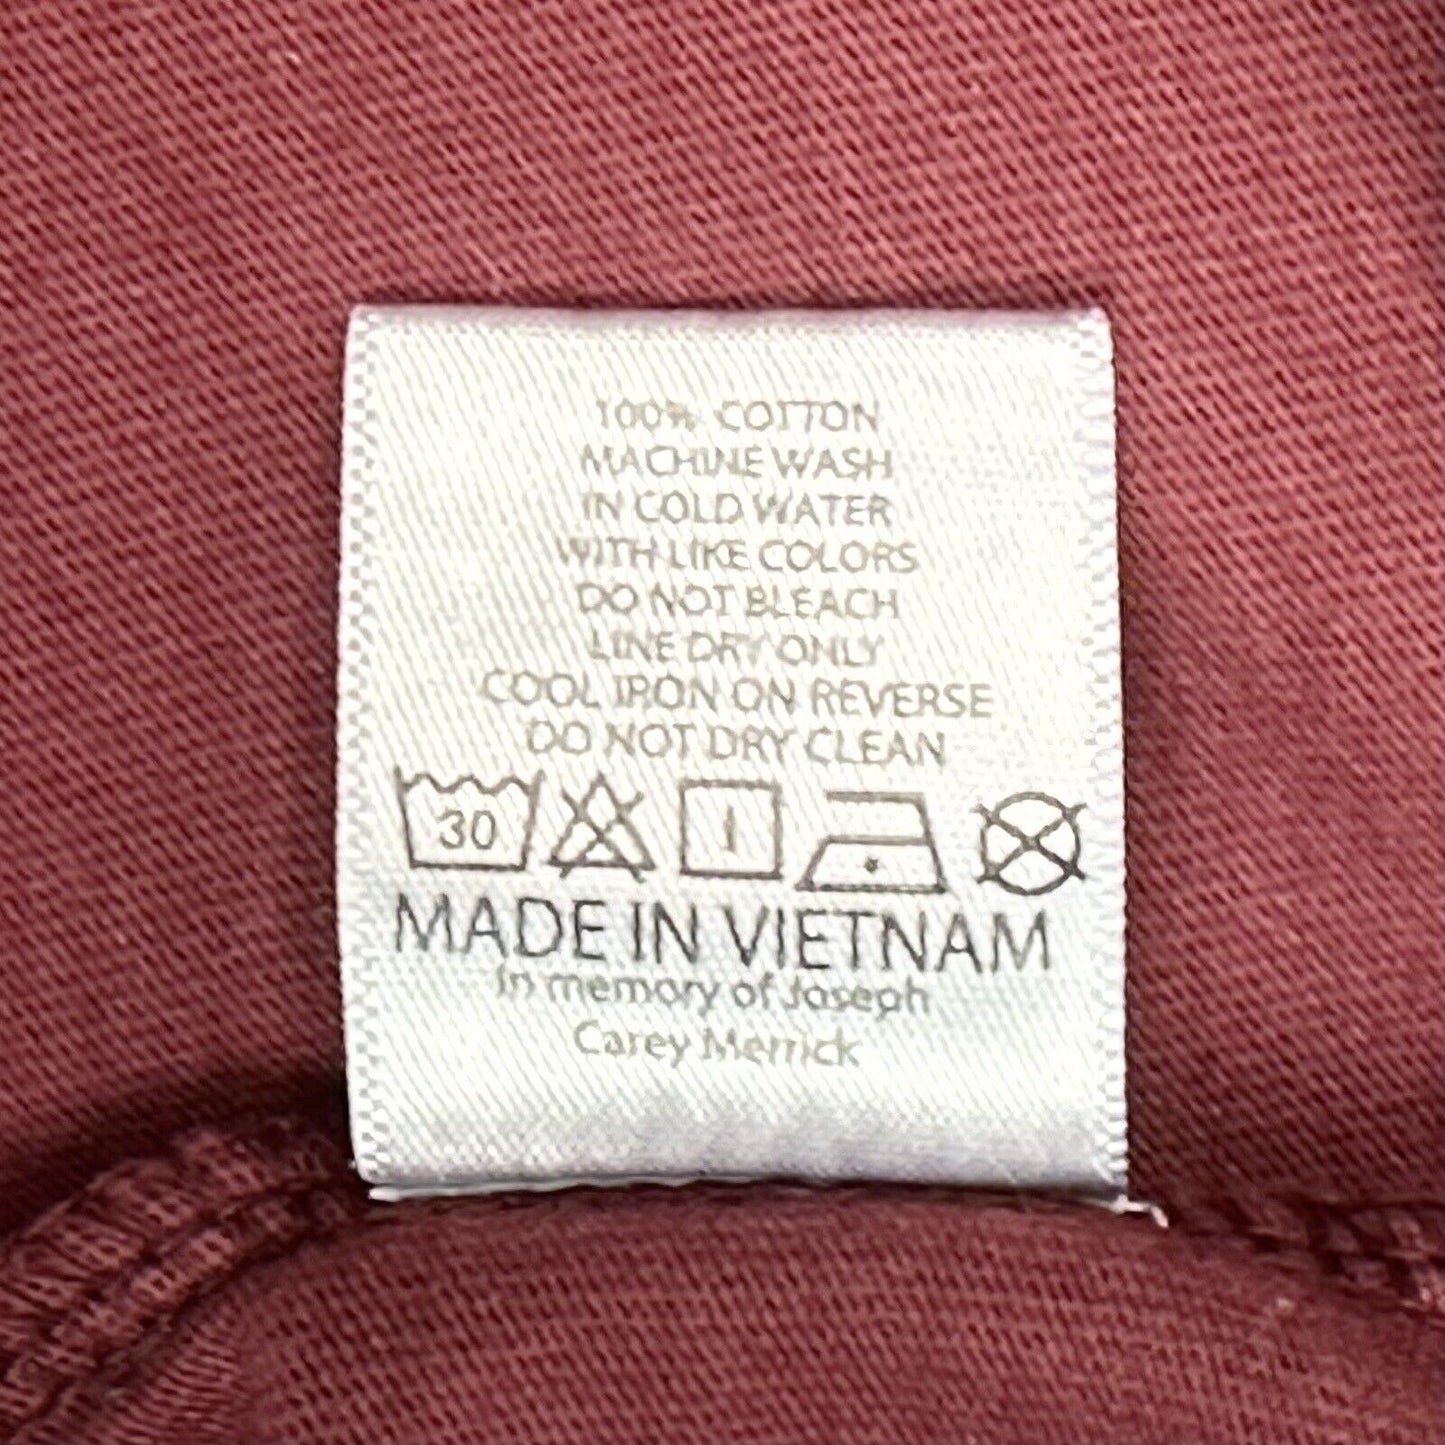 100% COTTON
MACHINE WASH
IN COLD WATER
WITH LIKE COLORS
DO NOT BLEACH
LINE DRY ONLY
COOL IRON ON REVERSE
DO NOT DRY CLEAN
30
MADE IN VIETNAM
In memory of Joseph
Carey Merrick